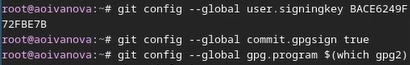 root@aoivanova:~# git config --global user.signingkey BACE6249F
72FBE7B
root@aoivanova:~# git config --global commit.gpgsign true
root@aoivanova:~# git config --global gpg.program $(which gpg2)